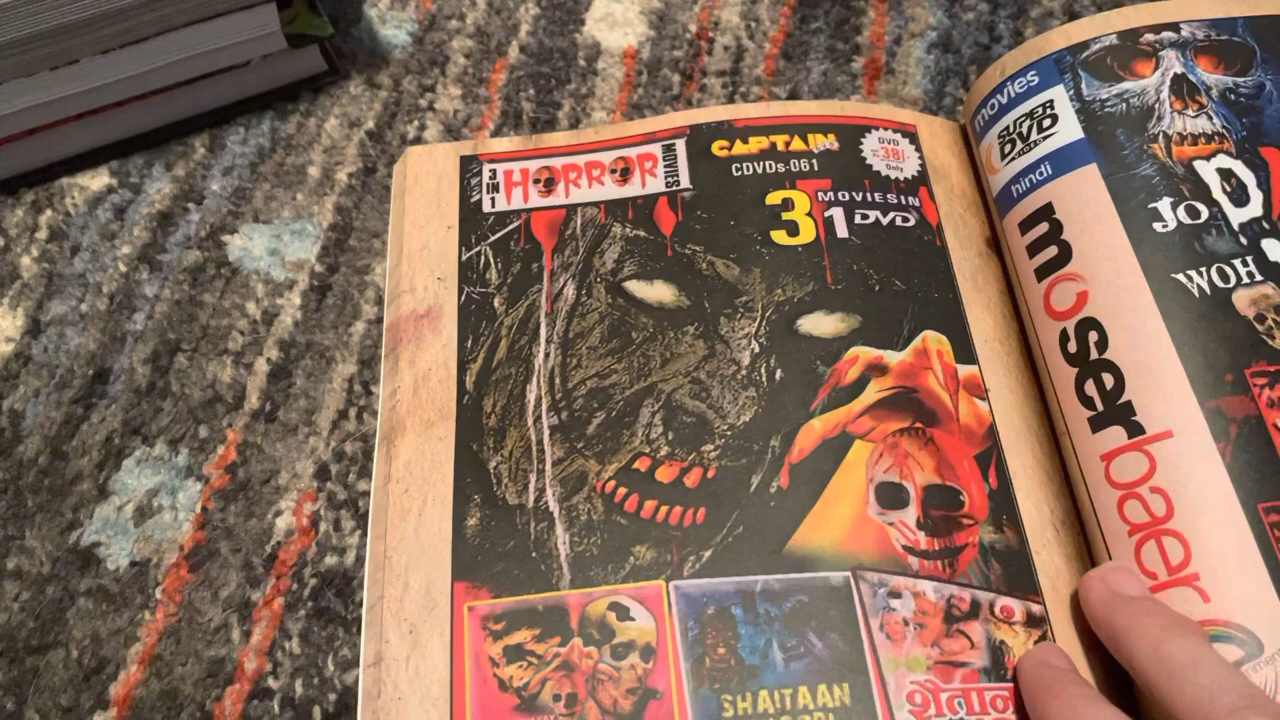 3 IN 1 HORROR MOVIES
CAPTAIN
CDVDs-061
DVD
38/-
Only
3 MOVIES IN
1 DVD
SHAITAAN
शैतान
movies
SUPER
DVD
VIDEO
hindi
moserbaer
JO
WOH